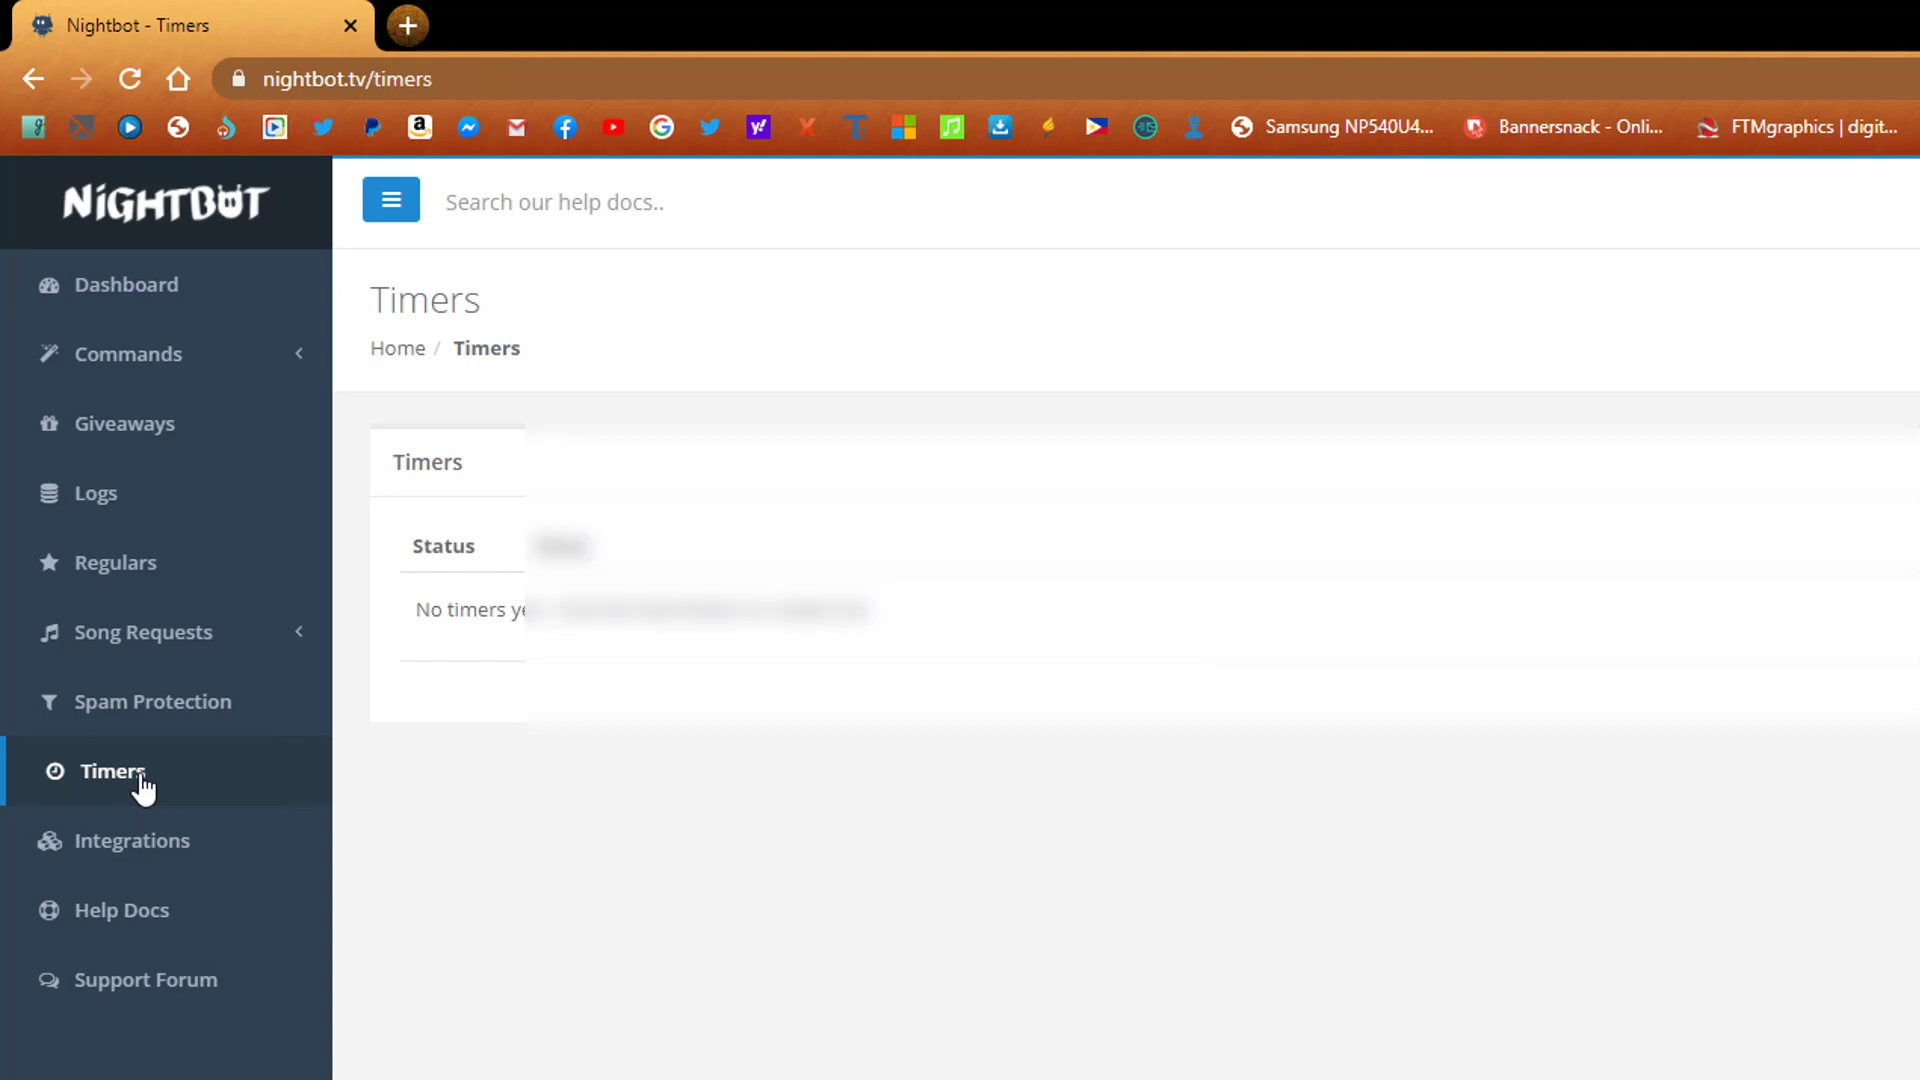 Nightbot - Timers
nightbot.tv/timers
Samsung NP540U4...
Bannersnack - Onli...
FTMgraphics | digit...
NiGHTBOT
Search our help docs..
Dashboard
Commands
Giveaways
Logs
Regulars
Song Requests
Spam Protection
Timers
Integrations
Help Docs
Support Forum
Timers
Home / Timers
Timers
Status
No timers